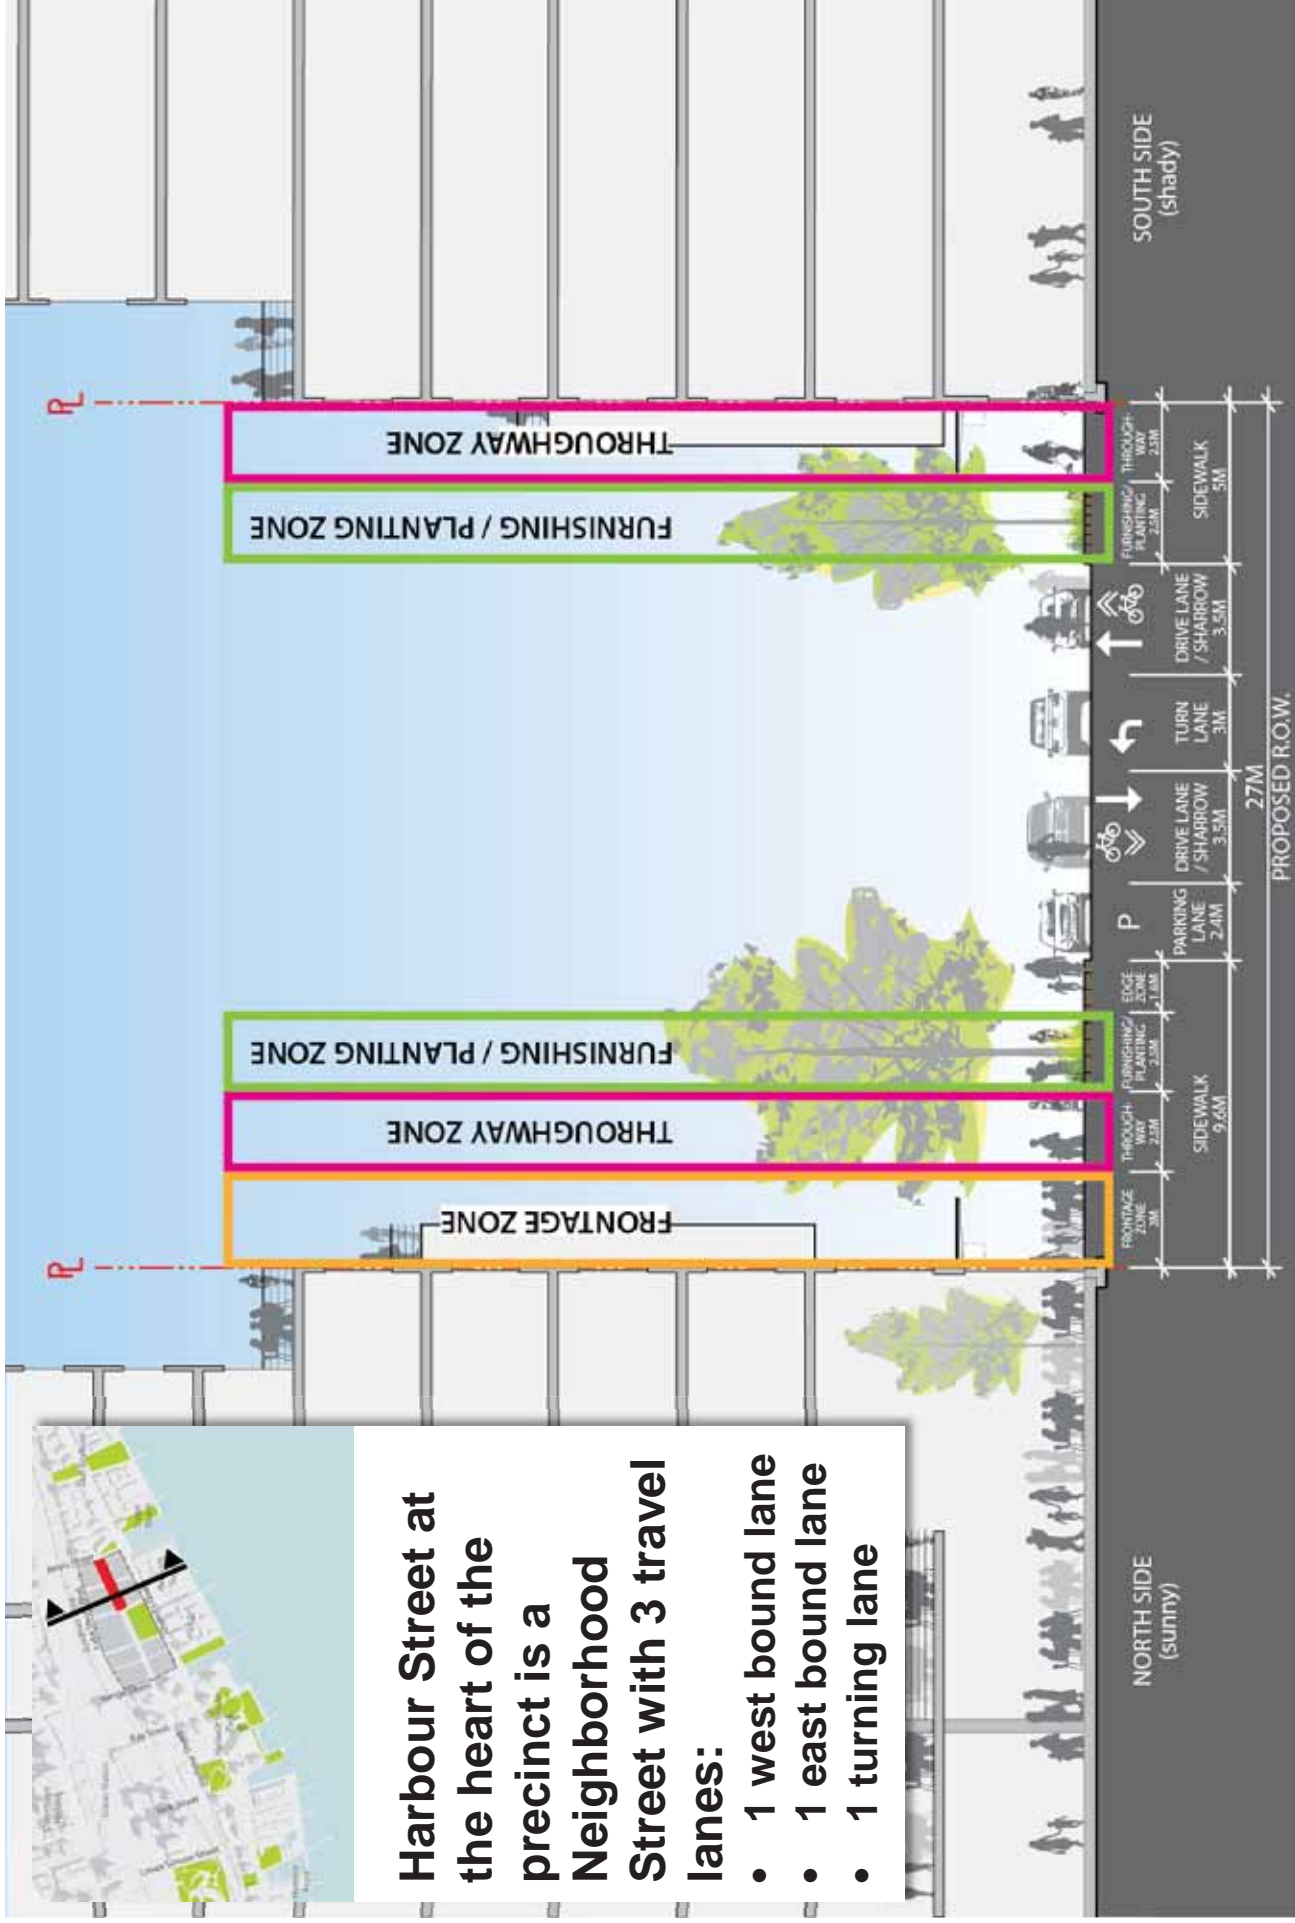 Harbour Street at
the heart of the
precinct is a
Neighborhood
Street with 3 travel
lanes:
• 1 west bound lane
• 1 east bound lane
• 1 turning lane
PL
PL
FRONTAGE ZONE
THROUGHWAY ZONE
FURNISHING / PLANTING ZONE
FURNISHING / PLANTING ZONE
THROUGHWAY ZONE
NORTH SIDE
(sunny)
FRONTAGE
ZONE
3M
THROUGH-
WAY
2.5M
FURNISHING/
PLANTING
2.5M
EDGE
ZONE
1.6M
SIDEWALK
9.6M
P
PARKING
LANE
2.4M
DRIVE LANE
/ SHARROW
3.5M
TURN
LANE
3M
DRIVE LANE
/ SHARROW
3.5M
FURNISHING/
PLANTING
2.5M
THROUGH-
WAY
2.5M
SIDEWALK
5M
27M
PROPOSED R.O.W.
SOUTH SIDE
(shady)